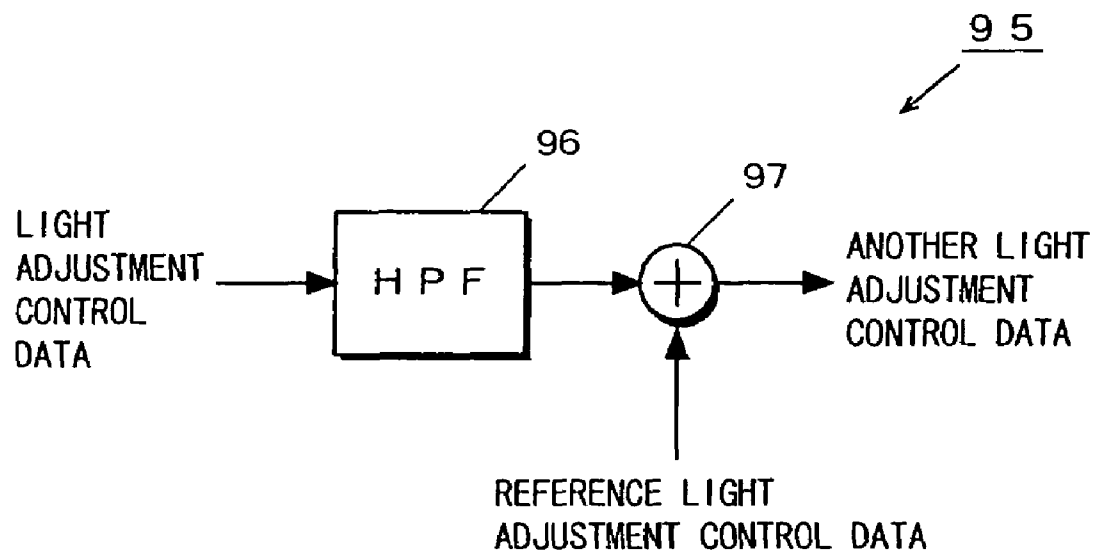 95
96
97
LIGHT
ADJUSTMENT
CONTROL
DATA
HPF
ANOTHER LIGHT
ADJUSTMENT
CONTROL DATA
REFERENCE LIGHT
ADJUSTMENT CONTROL DATA